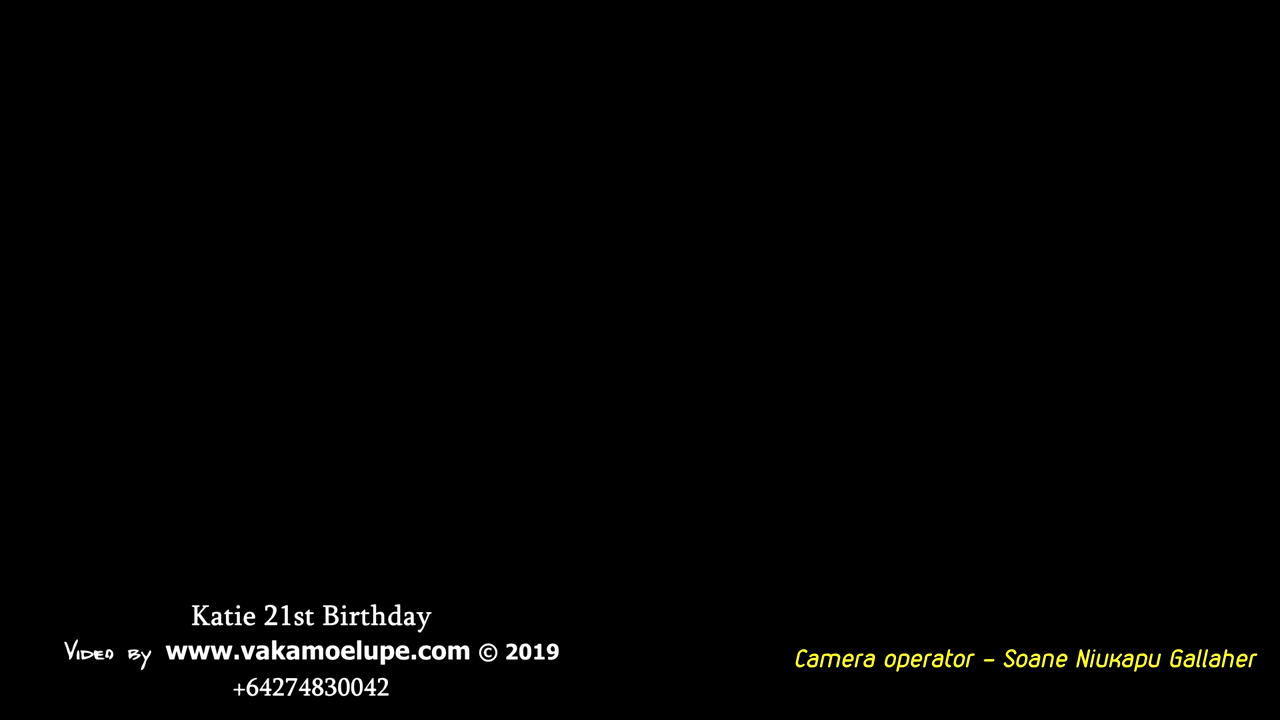 Katie 21st Birthday
Video by www.vakamoelupe.com © 2019
+64274830042
Camera operator - Soane Niukapu Gallaher